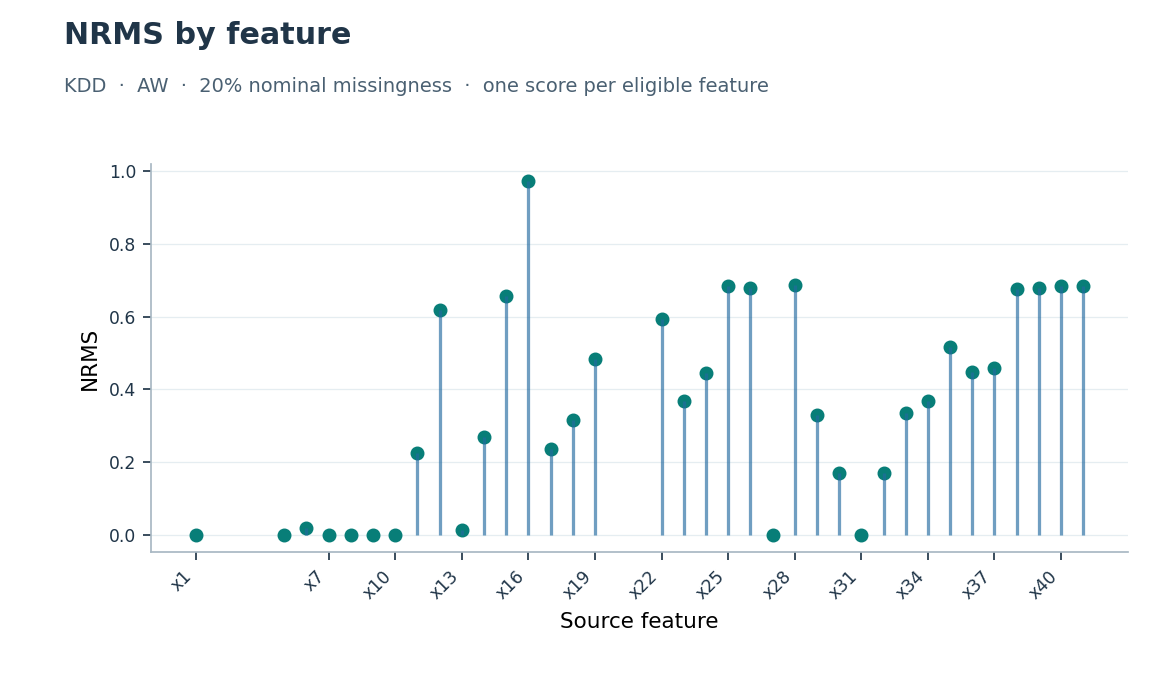 NRMS by feature
KDD · AW · 20% nominal missingness · one score per eligible feature
1.0
0.8
0.6
0.4
0.2
0.0
NRMS
x1 x7 x10 x13 x16 x19 x22 x25 x28 x31 x34 x37 x40
Source feature